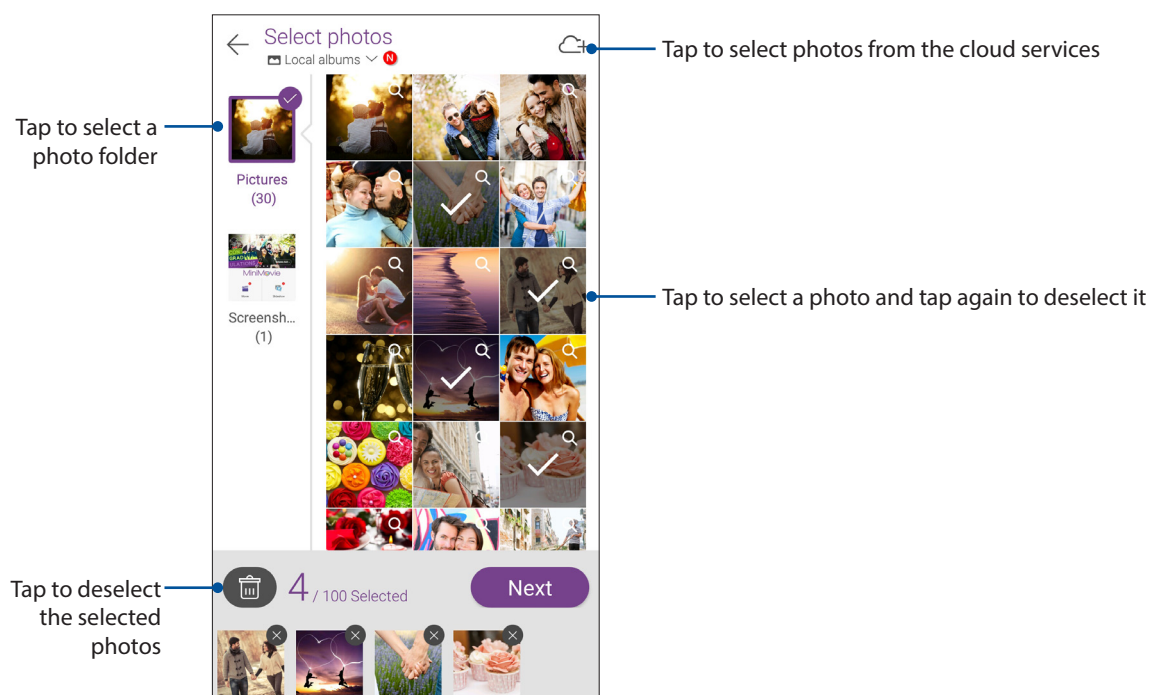 Select photos
Local albums
N
Tap to select photos from the cloud services
Tap to select a
photo folder
Pictures
(30)
MiniMovie
Screensh...
(1)
Tap to select a photo and tap again to deselect it
Tap to deselect
the selected
photos
4 / 100 Selected
Next